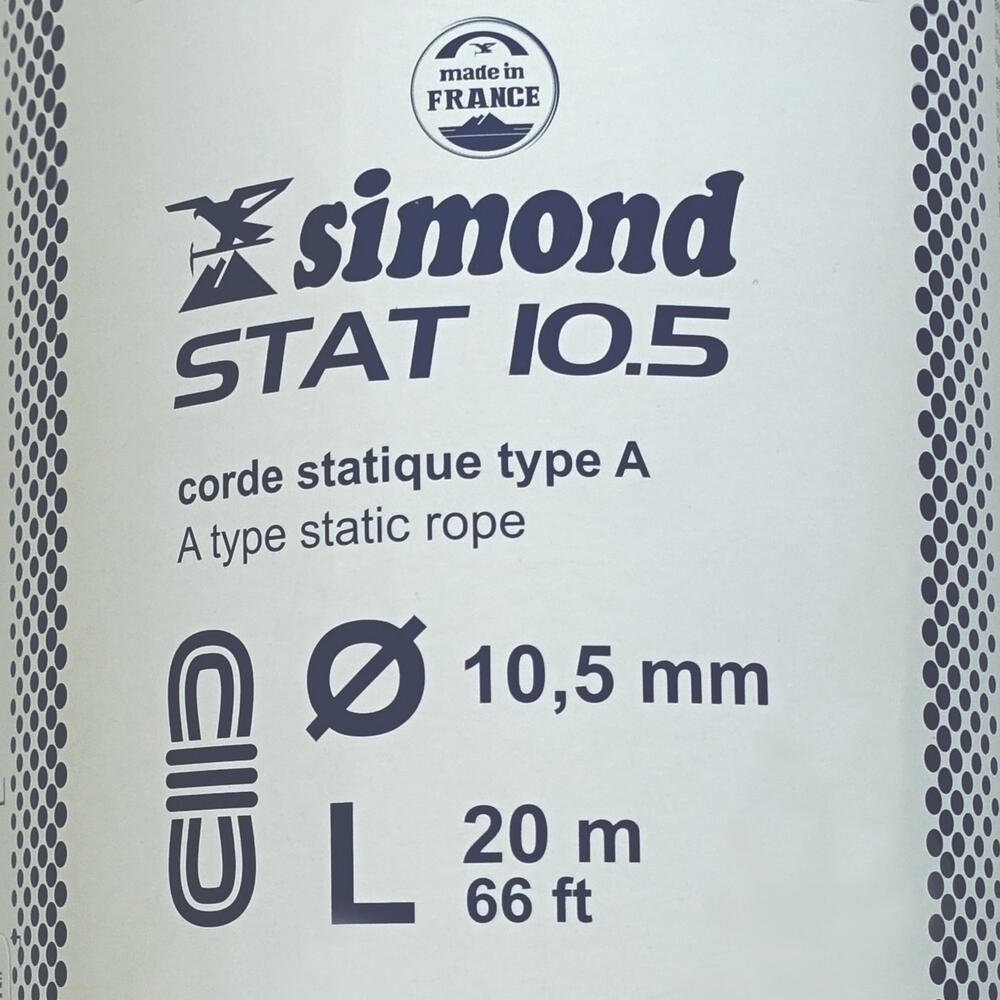 made in
FRANCE
simond
STAT 10.5
corde statique type A
A type static rope
Ø 10,5 mm
L 20 m
66 ft